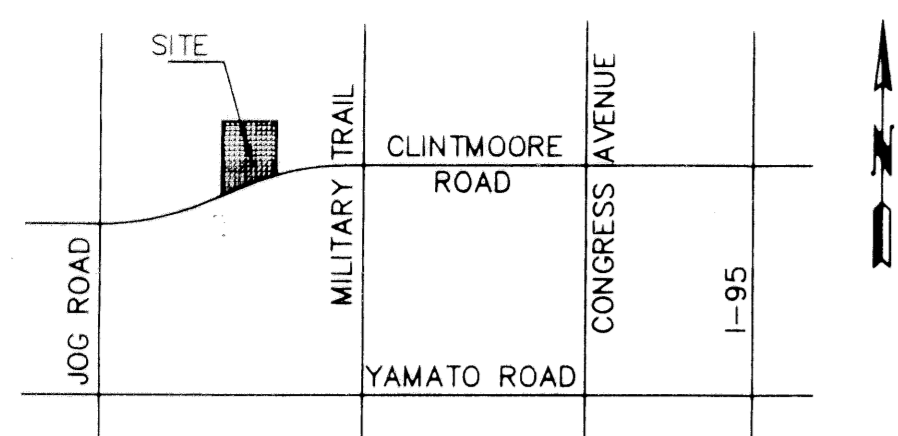 SITE
CLINTMOORE
ROAD
MILITARY TRAIL
CONGRESS AVENUE
N
JOG ROAD
I-95
YAMATO ROAD